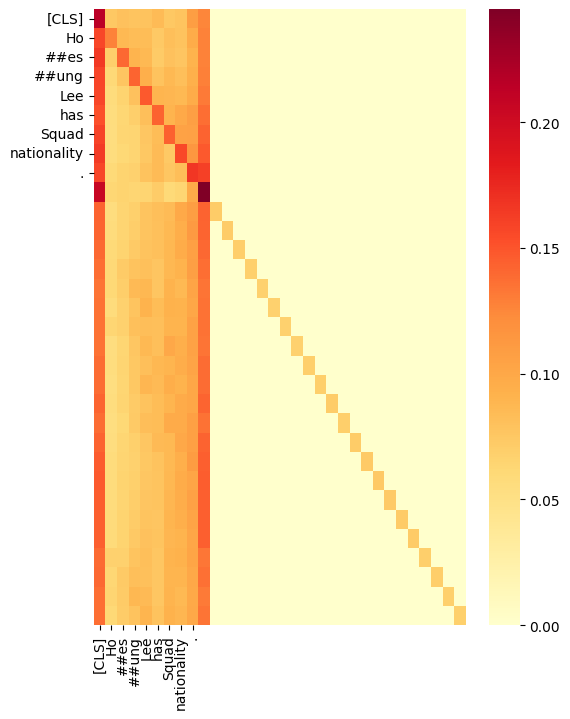 [CLS]
Ho
##es
##ung
Lee
has
Squad
nationality
.
0.20
0.15
0.10
0.05
0.00
[CLS]
Ho
##es
##ung
Lee
has
Squad
nationality
.